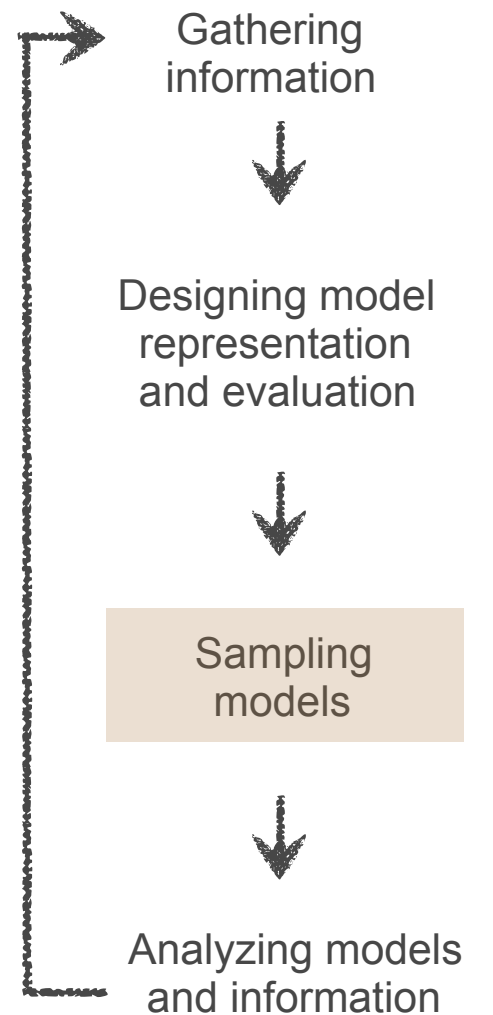 Gathering
information
Designing model
representation
and evaluation
Sampling
models
Analyzing models
and information